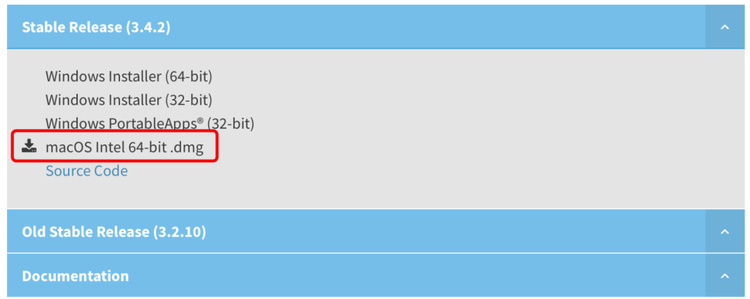 Stable Release (3.4.2)
Windows Installer (64-bit)
Windows Installer (32-bit)
Windows PortableApps® (32-bit)
macOS Intel 64-bit .dmg
Source Code
Old Stable Release (3.2.10)
Documentation